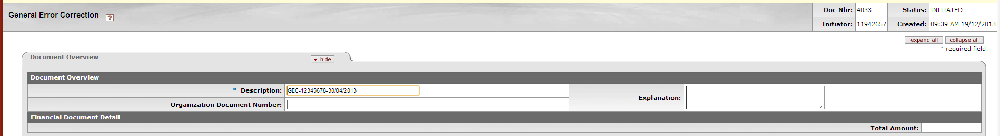 General Error Correction ?
Doc Nbr: 4033 Status: INITIATED
Initiator: 11942657 Created: 09:39 AM 19/12/2013
expand all collapse all
* required field
Document Overview hide
Document Overview
* Description: GEC-12345678-30/04/2013 Explanation:
Organization Document Number:
Financial Document Detail
Total Amount: